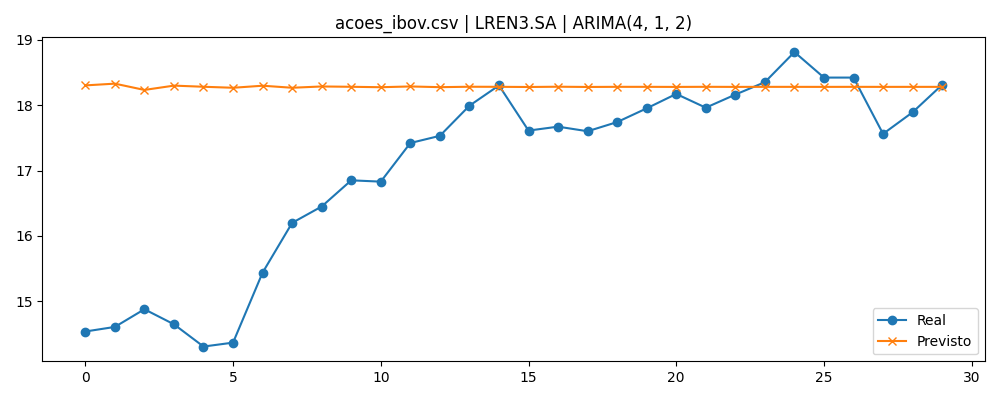 acoes_ibov.csv | LREN3.SA | ARIMA(4, 1, 2)
19
18
17
16
15
0 5 10 15 20 25 30
Real
Previsto